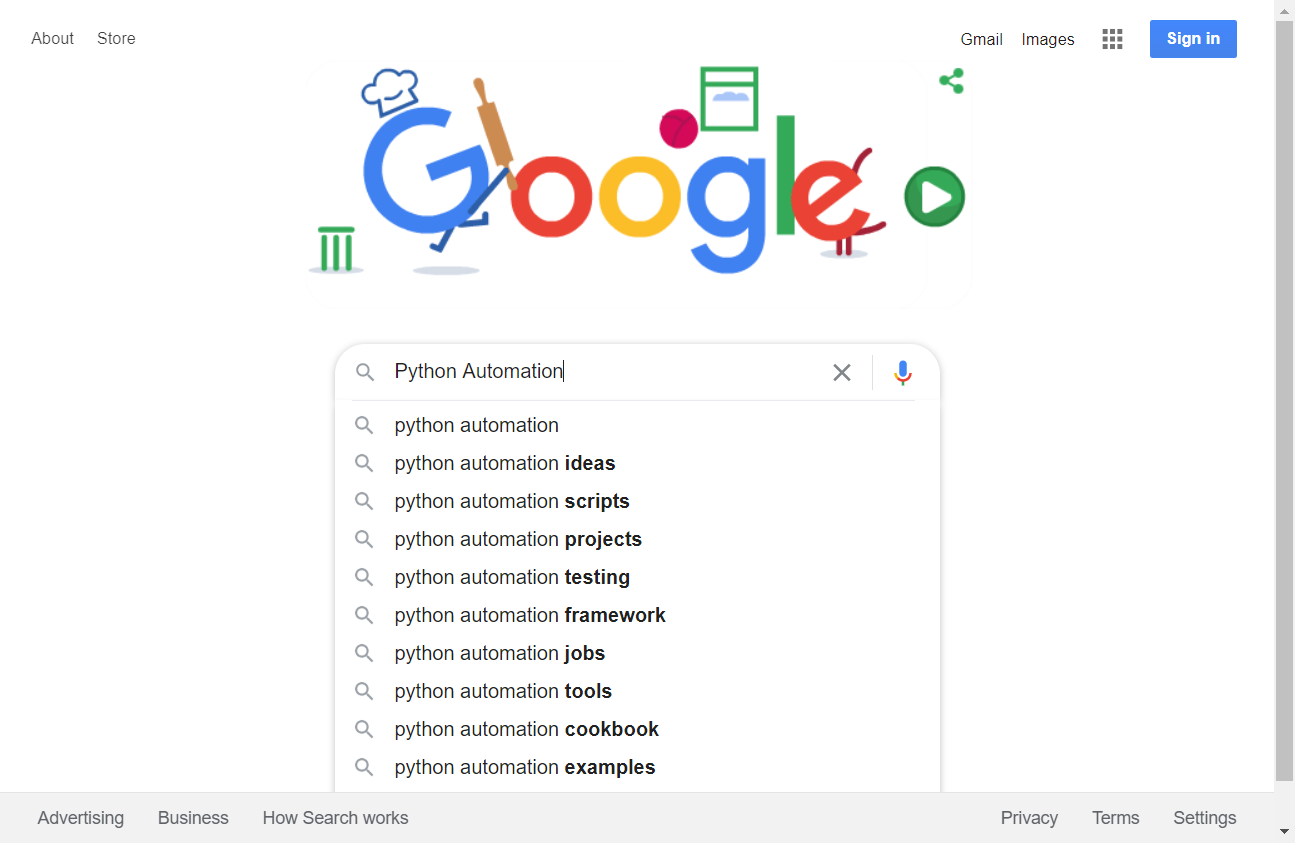 About Store Gmail Images Sign in
Google
Python Automation
python automation
python automation ideas
python automation scripts
python automation projects
python automation testing
python automation framework
python automation jobs
python automation tools
python automation cookbook
python automation examples
Advertising Business How Search works Privacy Terms Settings